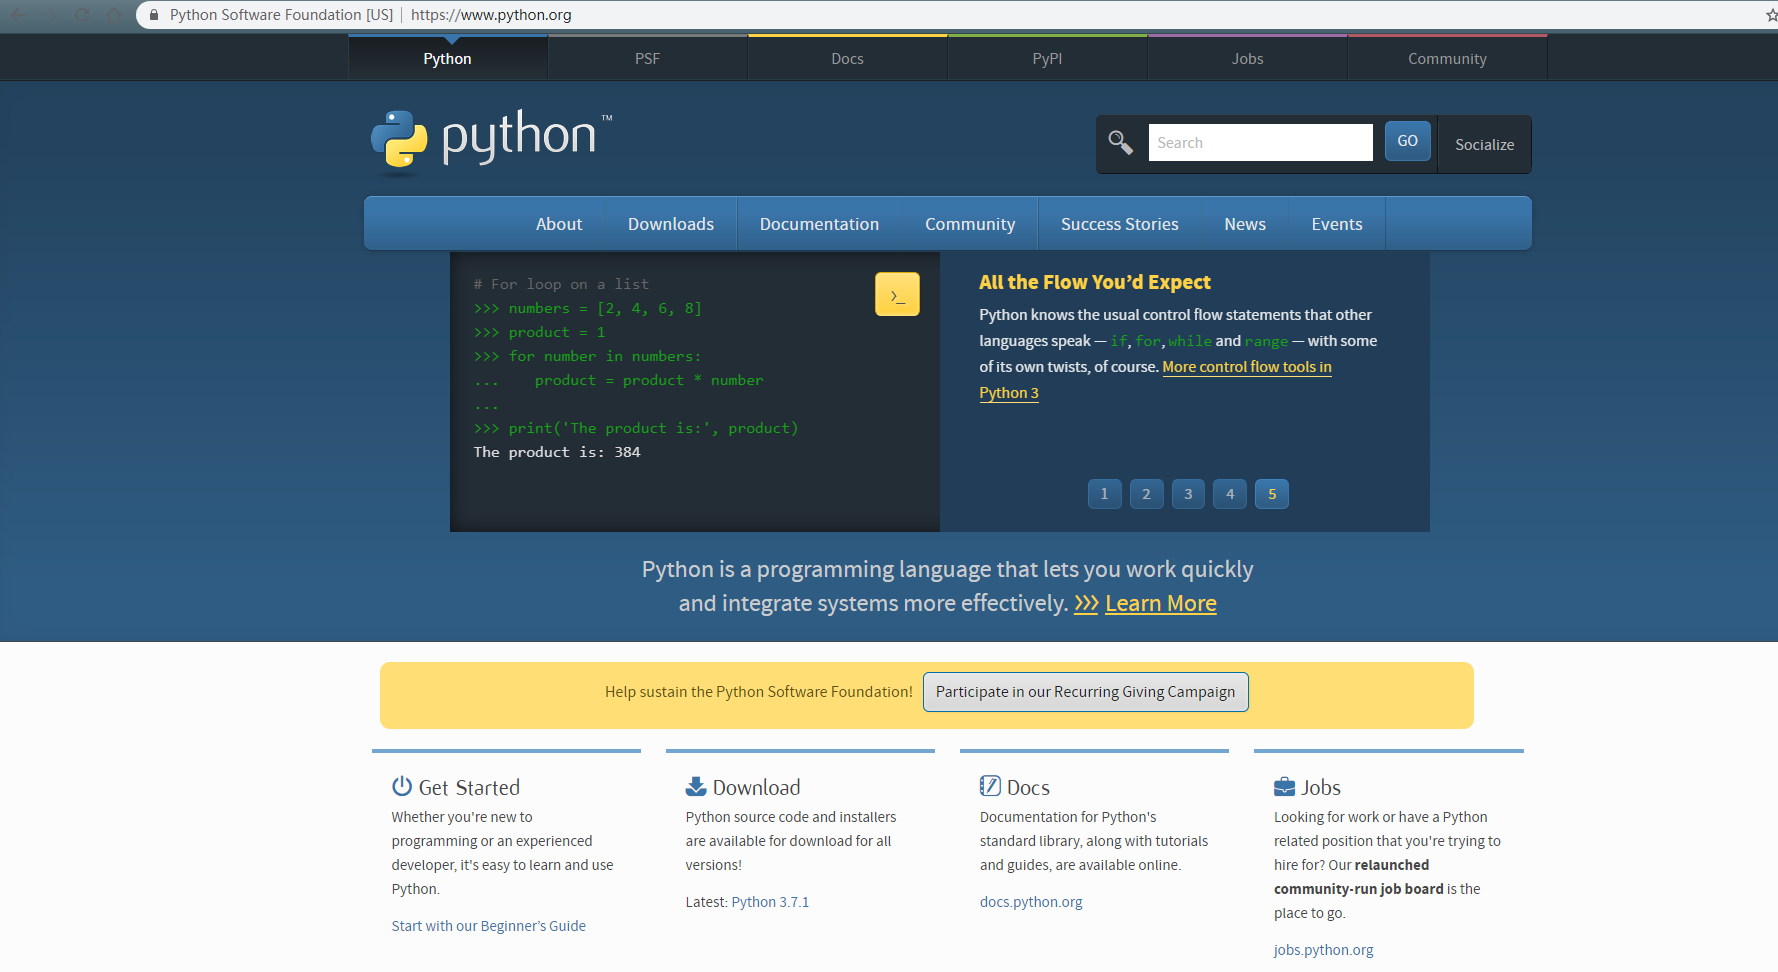 Python Software Foundation [US] | https://www.python.org
Python PSF Docs PyPI Jobs Community
python™
Search GO Socialize
About Downloads Documentation Community Success Stories News Events
# For loop on a list
>>> numbers = [2, 4, 6, 8]
>>> product = 1
>>> for number in numbers:
...    product = product * number
...
>>> print('The product is:', product)
The product is: 384
>_
All the Flow You’d Expect
Python knows the usual control flow statements that other
languages speak — if, for, while and range — with some
of its own twists, of course. More control flow tools in
Python 3
1 2 3 4 5
Python is a programming language that lets you work quickly
and integrate systems more effectively. >>> Learn More
Help sustain the Python Software Foundation! Participate in our Recurring Giving Campaign
Get Started
Whether you're new to
programming or an experienced
developer, it's easy to learn and use
Python.
Start with our Beginner’s Guide
Download
Python source code and installers
are available for download for all
versions!
Latest: Python 3.7.1
Docs
Documentation for Python's
standard library, along with tutorials
and guides, are available online.
docs.python.org
Jobs
Looking for work or have a Python
related position that you're trying to
hire for? Our relaunched
community-run job board is the
place to go.
jobs.python.org